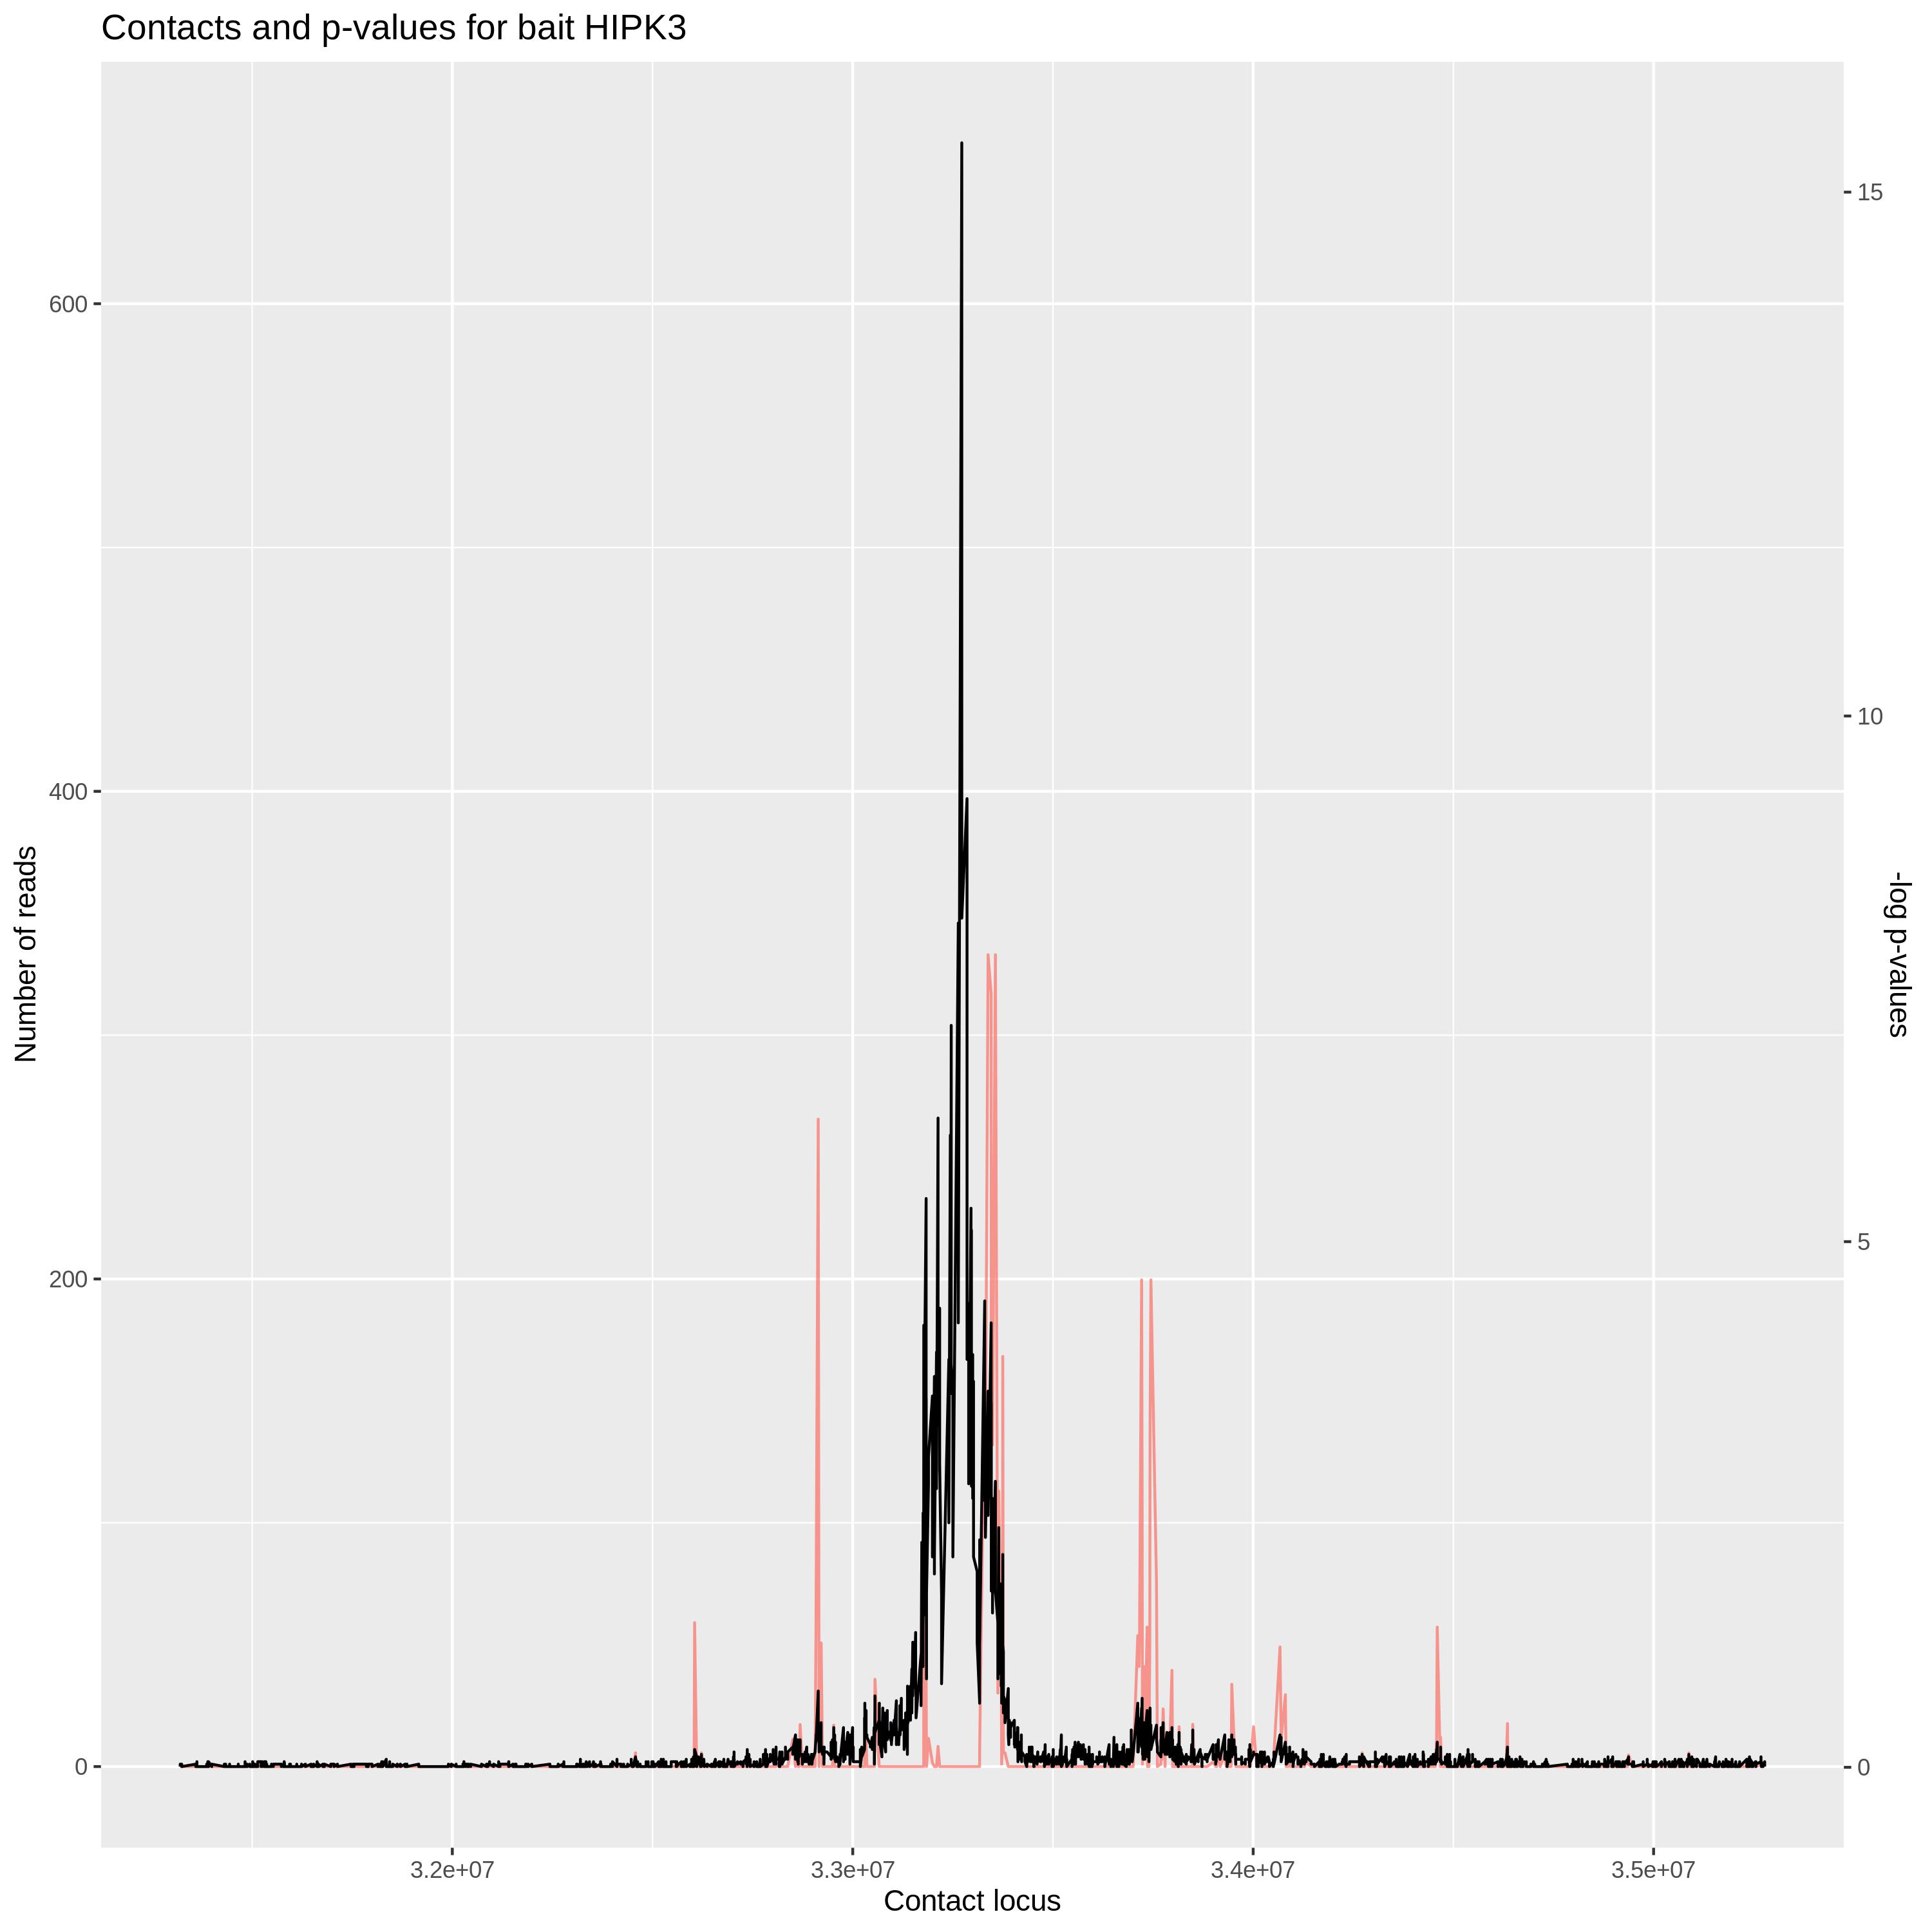 Contacts and p-values for bait HIPK3
600
400
200
0
Number of reads
15
10
5
0
-log p-values
3.2e+07
3.3e+07
3.4e+07
3.5e+07
Contact locus